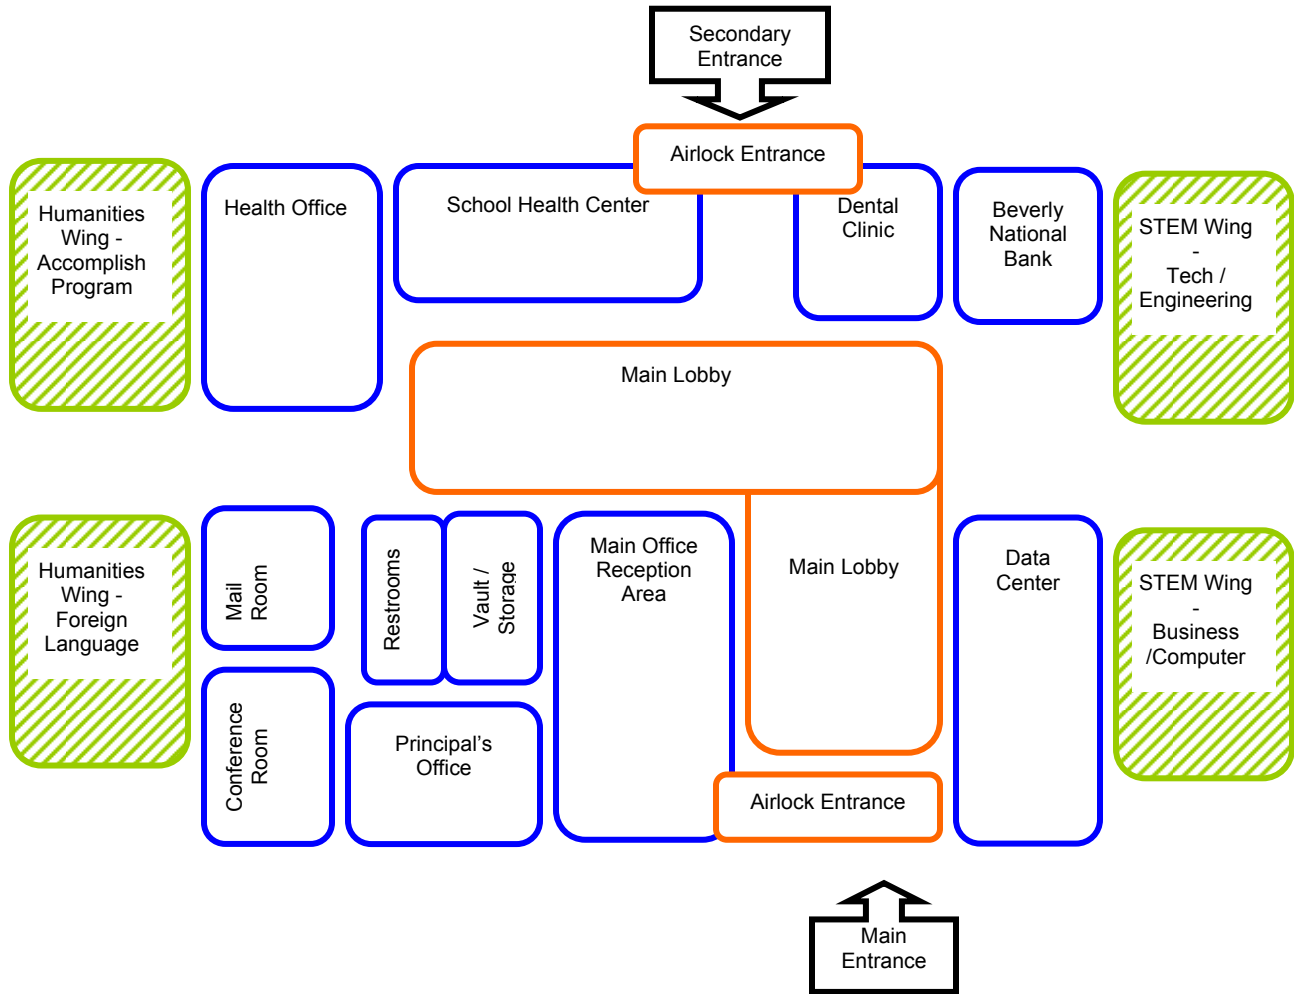 Secondary
Entrance
Airlock Entrance
Humanities
Wing -
Accomplish
Program
Health Office
School Health Center
Dental
Clinic
Beverly
National
Bank
STEM Wing
-
Tech /
Engineering
Main Lobby
Humanities
Wing -
Foreign
Language
Mail
Room
Restrooms
Vault /
Storage
Main Office
Reception
Area
Main Lobby
Data
Center
STEM Wing
-
Business
/Computer
Conference
Room
Principal's
Office
Airlock Entrance
Main
Entrance